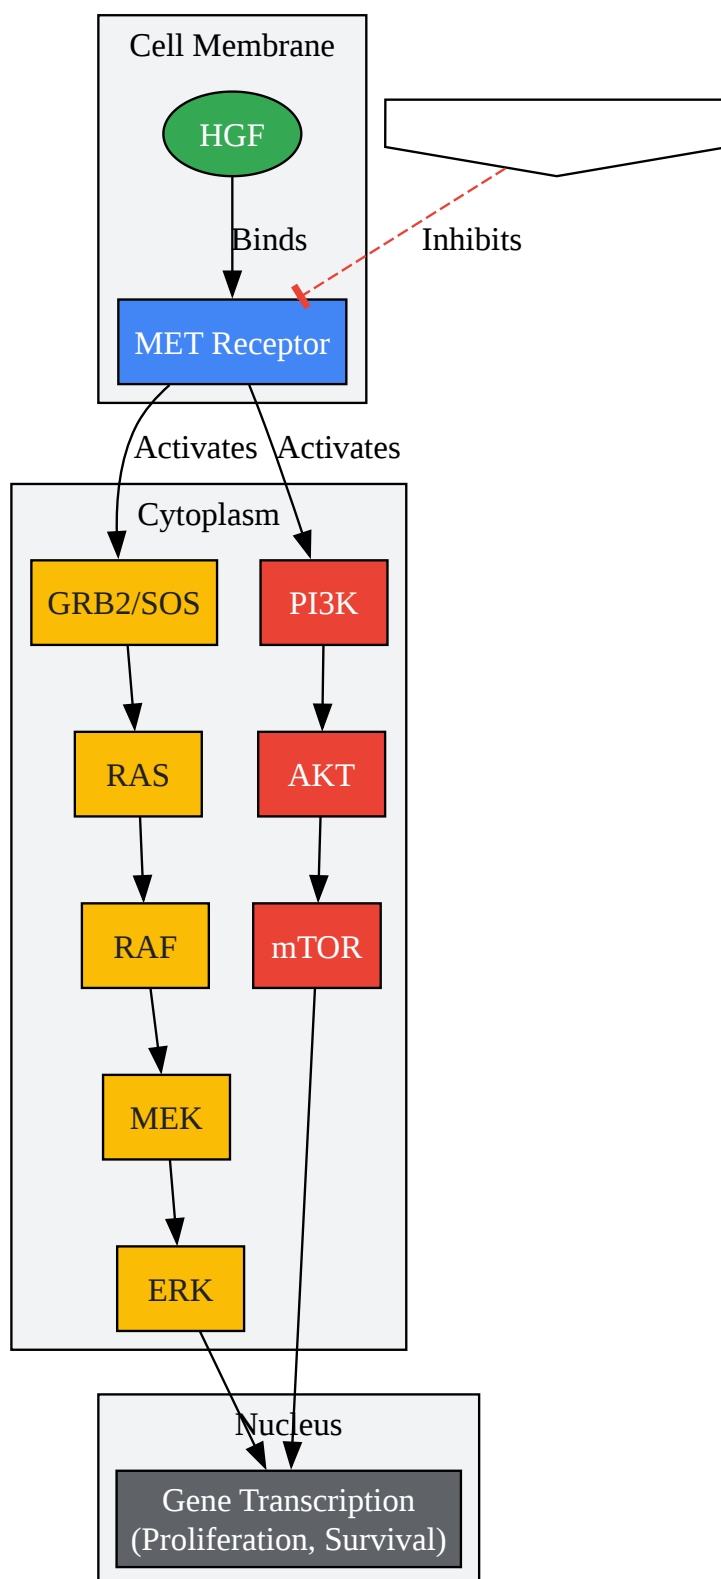 Cell Membrane
HGF
Binds
Inhibits
MET Receptor
Activates
Activates
Cytoplasm
GRB2/SOS
PI3K
RAS
AKT
RAF
mTOR
MEK
ERK
Nucleus
Gene Transcription
(Proliferation, Survival)